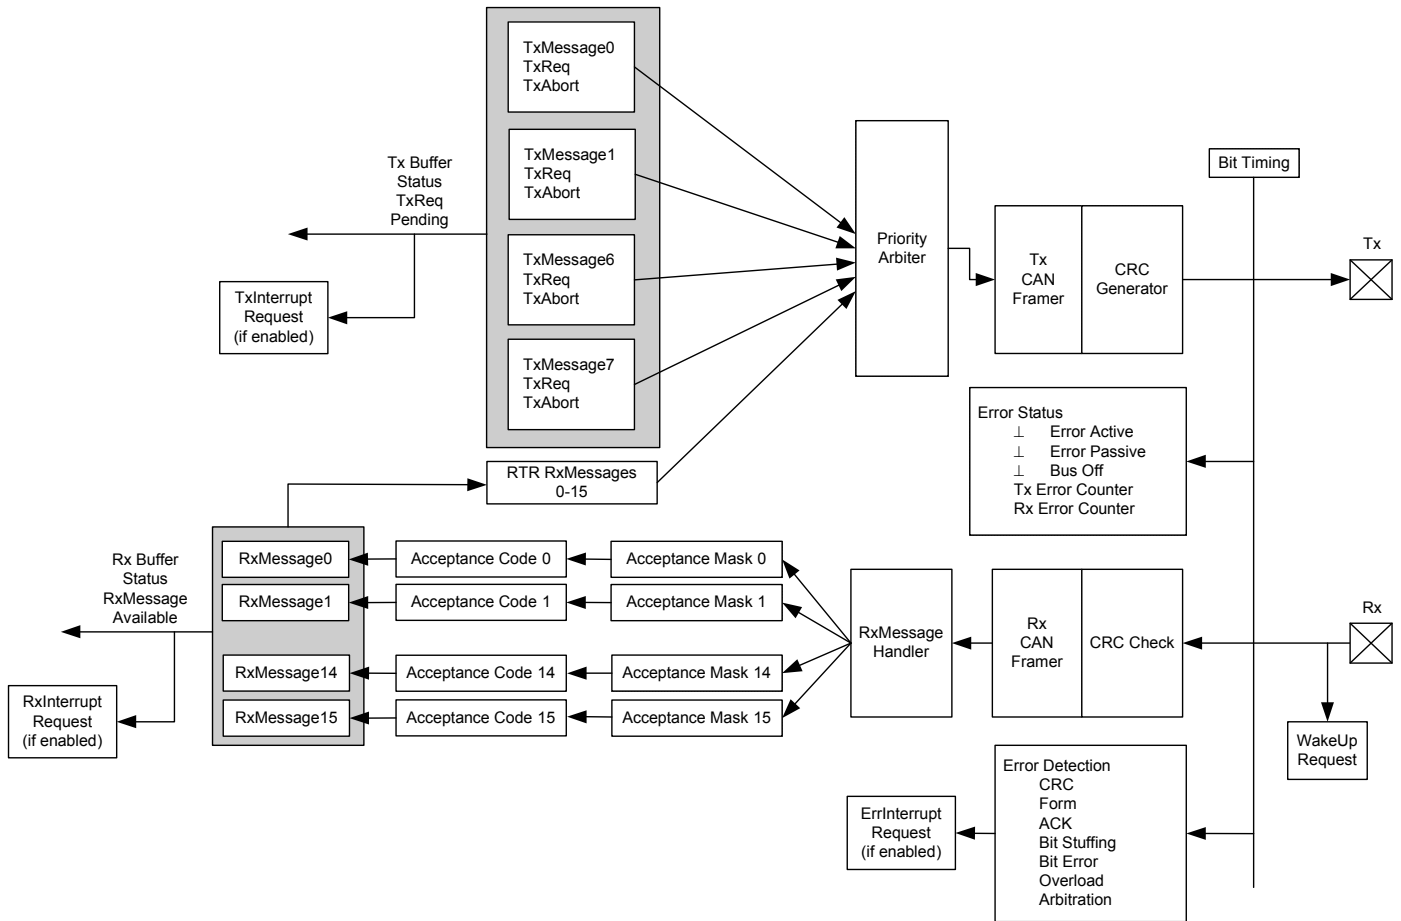 TxMessage0
TxReq
TxAbort
TxMessage1
TxReq
TxAbort
TxMessage6
TxReq
TxAbort
TxMessage7
TxReq
TxAbort
Tx Buffer
Status
TxReq
Pending
TxInterrupt
Request
(if enabled)
Priority
Arbiter
Tx
CAN
Framer
CRC
Generator
Bit Timing
Tx
RTR RxMessages
0-15
Error Status
⊥ Error Active
⊥ Error Passive
⊥ Bus Off
Tx Error Counter
Rx Error Counter
Rx Buffer
Status
RxMessage
Available
RxInterrupt
Request
(if enabled)
RxMessage0
Acceptance Code 0
Acceptance Mask 0
RxMessage1
Acceptance Code 1
Acceptance Mask 1
RxMessage14
Acceptance Code 14
Acceptance Mask 14
RxMessage15
Acceptance Code 15
Acceptance Mask 15
RxMessage
Handler
Rx
CAN
Framer
CRC Check
Rx
WakeUp
Request
Error Detection
CRC
Form
ACK
Bit Stuffing
Bit Error
Overload
Arbitration
ErrInterrupt
Request
(if enabled)